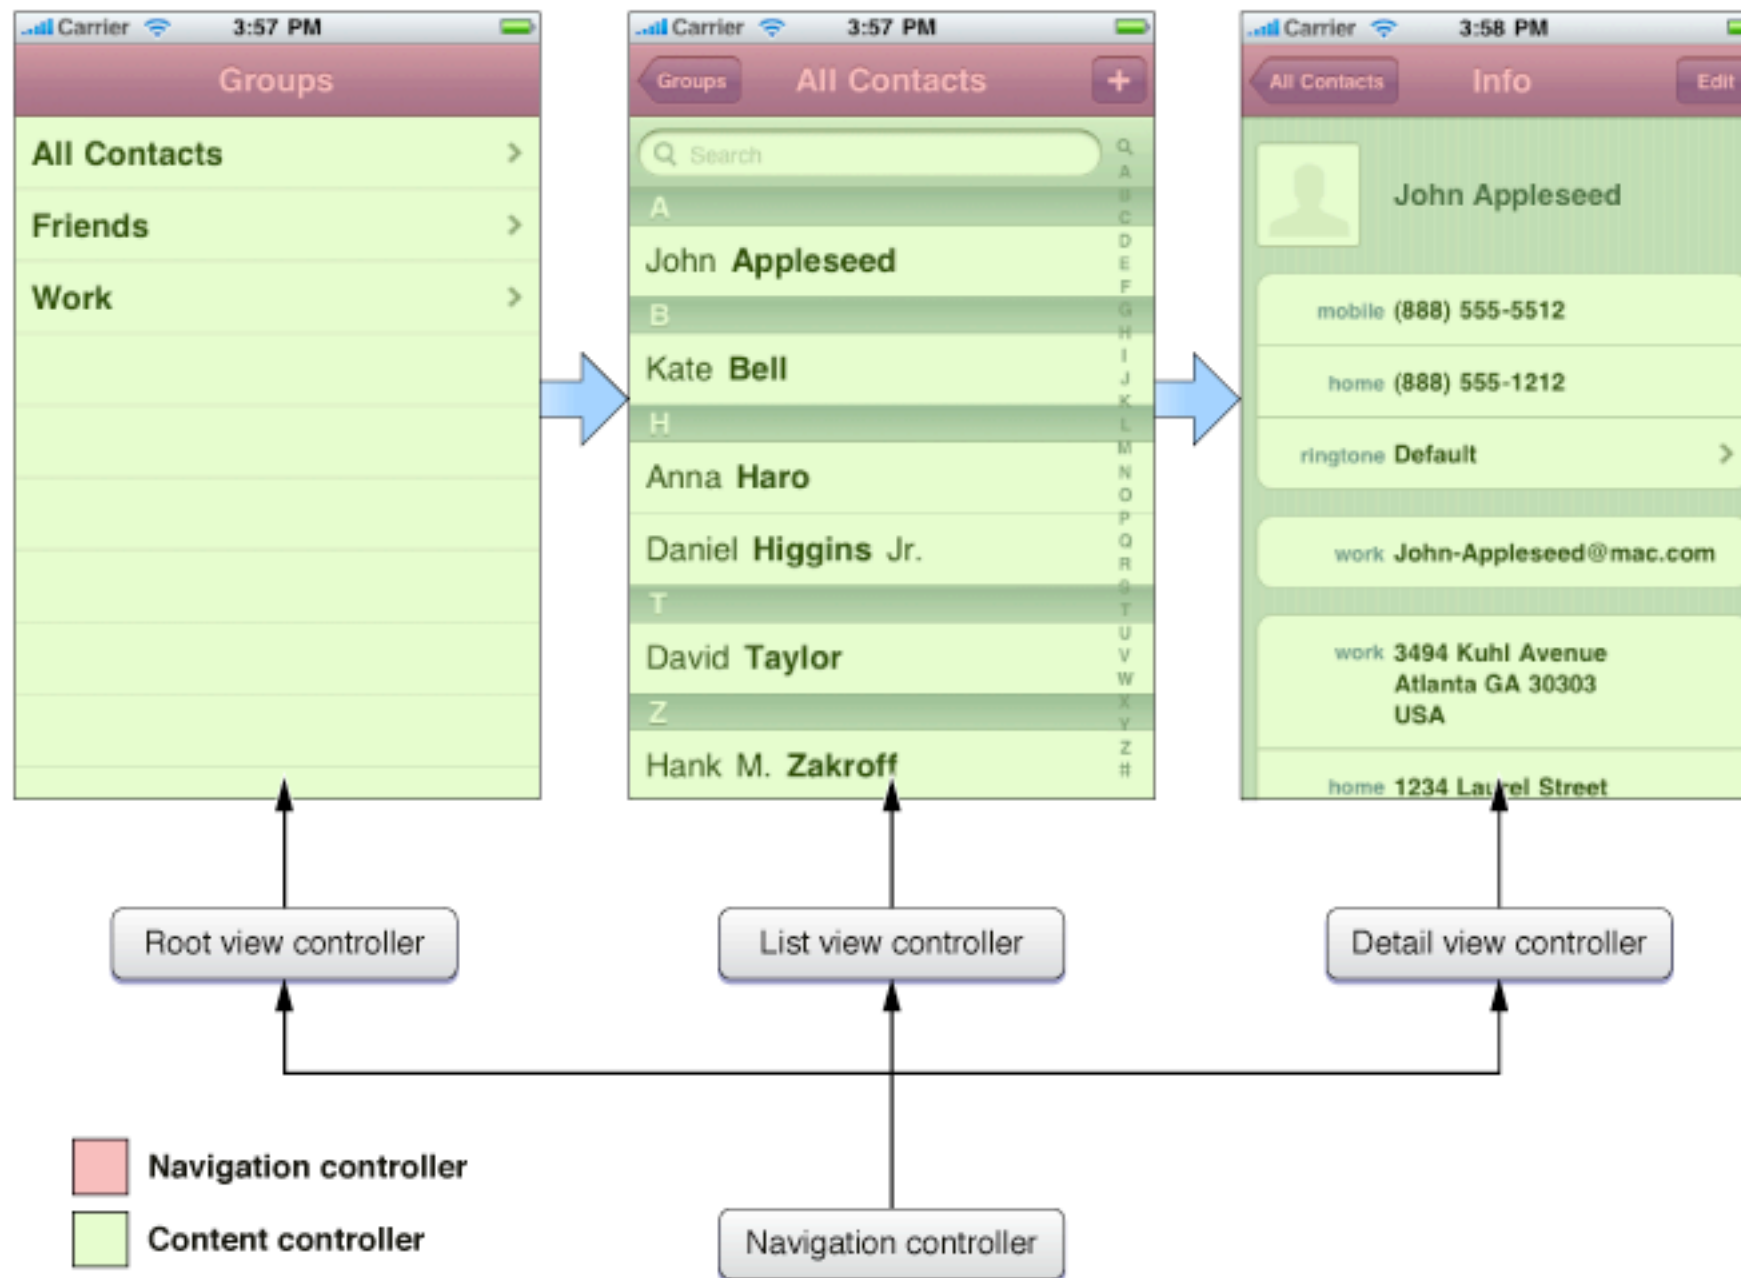 Carrier 3:57 PM
Groups
All Contacts
Friends
Work
Carrier 3:57 PM
Groups All Contacts +
Search
A
John Appleseed
B
Kate Bell
H
Anna Haro
Daniel Higgins Jr.
T
David Taylor
Z
Hank M. Zakroff
A
B
C
D
E
F
G
H
I
J
K
L
M
N
O
P
Q
R
S
T
U
V
W
X
Y
Z
#
Carrier 3:58 PM
All Contacts Info Edit
John Appleseed
mobile (888) 555-5512
home (888) 555-1212
ringtone Default
work John-Appleseed@mac.com
work 3494 Kuhl Avenue
Atlanta GA 30303
USA
home 1234 Laurel Street
Root view controller
List view controller
Detail view controller
Navigation controller
Content controller
Navigation controller